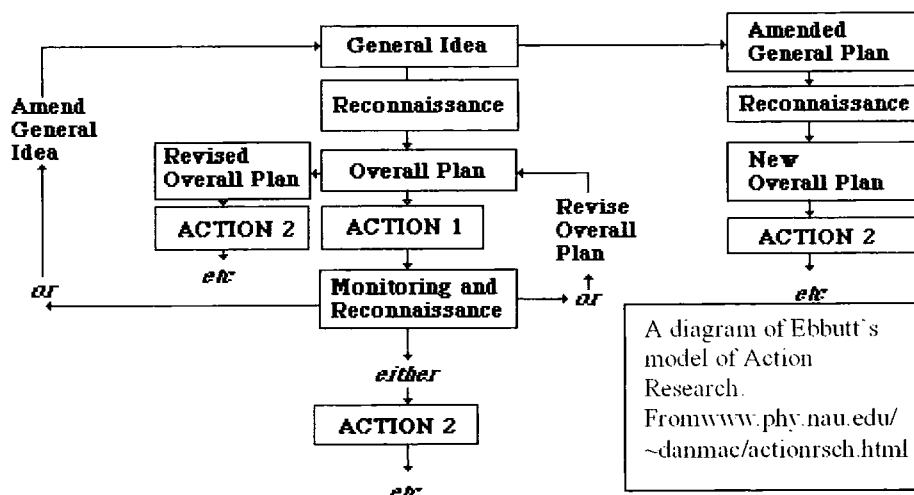 General Idea
Amended
General Plan
Reconnaissance
Reconnaissance
Amend
General
Idea
Revised
Overall Plan
Overall Plan
New
Overall Plan
Revise
Overall
Plan
ACTION 2
ACTION 1
ACTION 2
etc
or
Monitoring and
Reconnaissance
or
etc
either
ACTION 2
etc
A diagram of Ebbutt`s
model of Action
Research.
Fromwww.phy.nau.edu/
~danmac/actionrsch.html